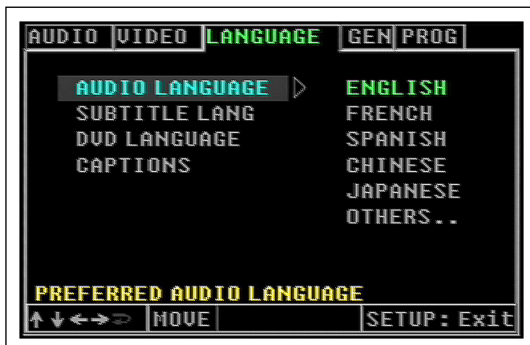 AUDIO VIDEO LANGUAGE GEN PROG
AUDIO LANGUAGE ENGLISH
SUBTITLE LANG FRENCH
DVD LANGUAGE SPANISH
CAPTIONS CHINESE
JAPANESE
OTHERS..
PREFERRED AUDIO LANGUAGE
MOVE SETUP: Exit